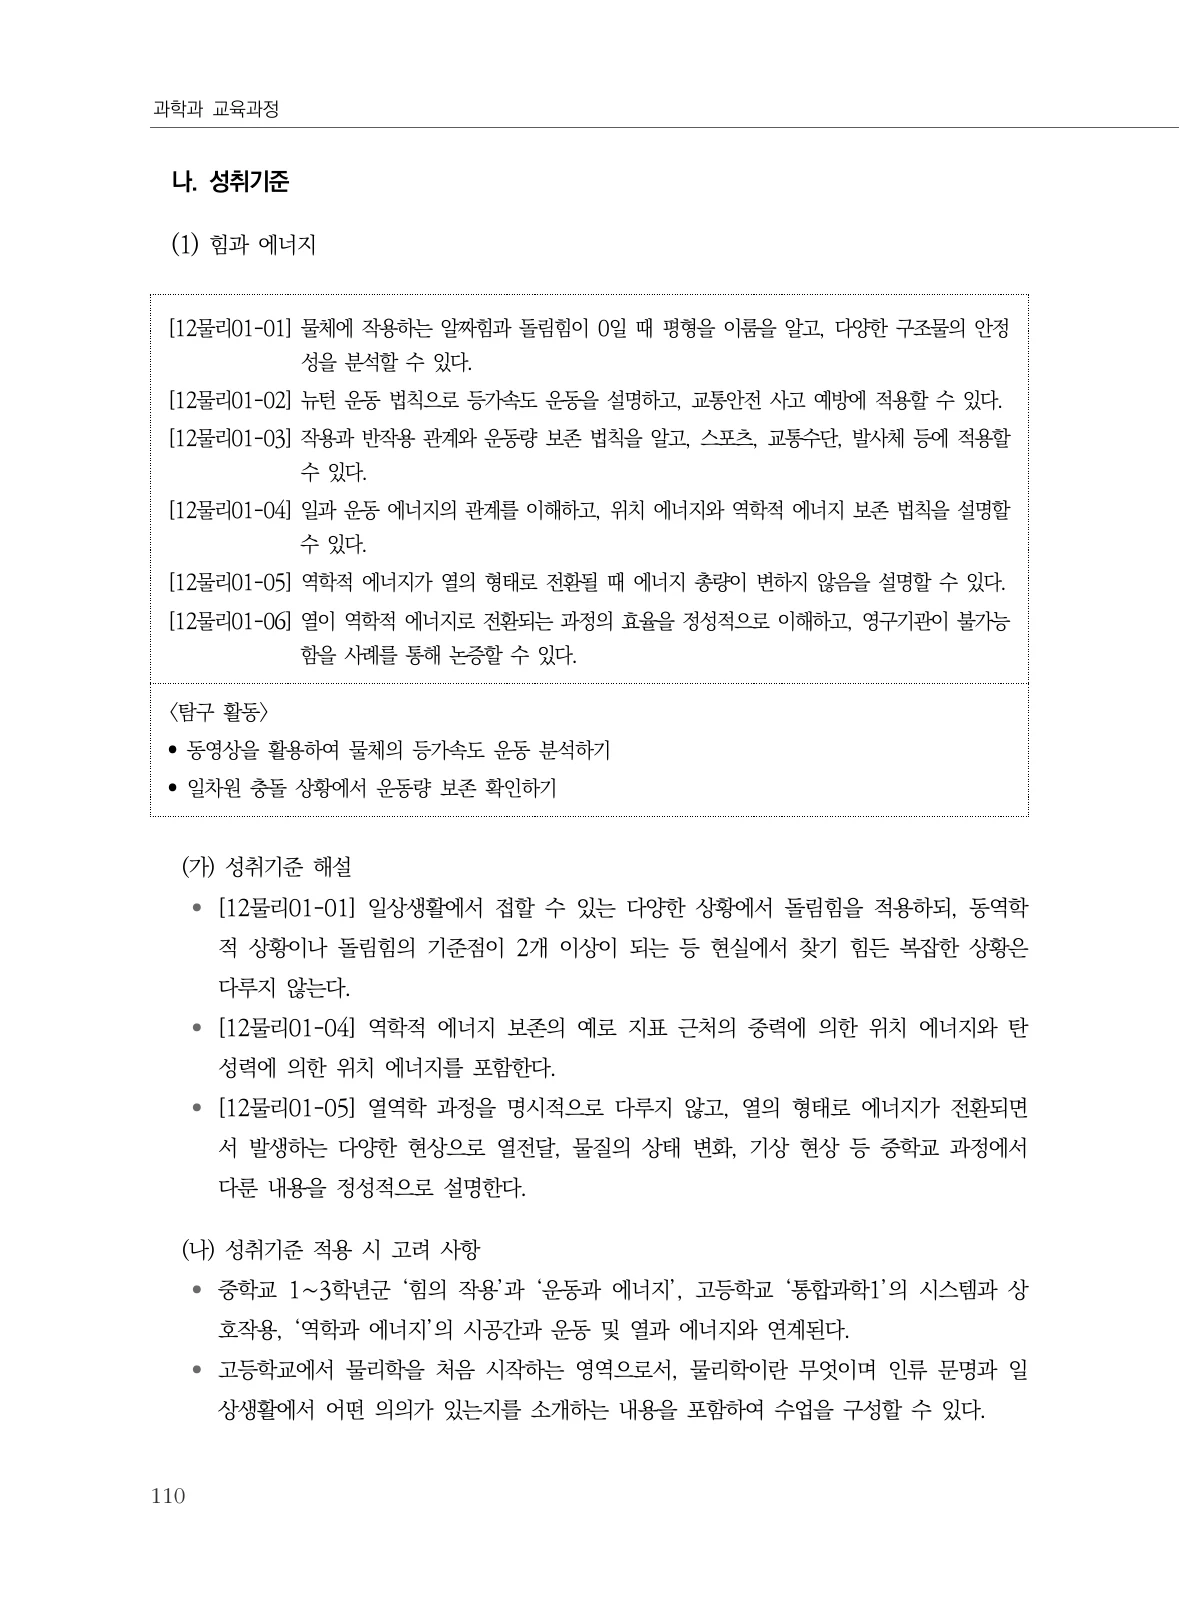 과학과 교육과정
나. 성취기준
(1) 힘과 에너지
[12물리01-01] 물체에 작용하는 알짜힘과 돌림힘이 0일 때 평형을 이룸을 알고, 다양한 구조물의 안정
성을 분석할 수 있다.
[12물리01-02] 뉴턴 운동 법칙으로 등가속도 운동을 설명하고, 교통안전 사고 예방에 적용할 수 있다.
[12물리01-03] 작용과 반작용 관계와 운동량 보존 법칙을 알고, 스포츠, 교통수단, 발사체 등에 적용할
수 있다.
[12물리01-04] 일과 운동 에너지의 관계를 이해하고, 위치 에너지와 역학적 에너지 보존 법칙을 설명할
수 있다.
[12물리01-05] 역학적 에너지가 열의 형태로 전환될 때 에너지 총량이 변하지 않음을 설명할 수 있다.
[12물리01-06] 열이 역학적 에너지로 전환되는 과정의 효율을 정성적으로 이해하고, 영구기관이 불가능
함을 사례를 통해 논증할 수 있다.
〈탐구 활동〉
• 동영상을 활용하여 물체의 등가속도 운동 분석하기
• 일차원 충돌 상황에서 운동량 보존 확인하기
(가) 성취기준 해설
• [12물리01-01] 일상생활에서 접할 수 있는 다양한 상황에서 돌림힘을 적용하되, 동역학
적 상황이나 돌림힘의 기준점이 2개 이상이 되는 등 현실에서 찾기 힘든 복잡한 상황은
다루지 않는다.
• [12물리01-04] 역학적 에너지 보존의 예로 지표 근처의 중력에 의한 위치 에너지와 탄
성력에 의한 위치 에너지를 포함한다.
• [12물리01-05] 열역학 과정을 명시적으로 다루지 않고, 열의 형태로 에너지가 전환되면
서 발생하는 다양한 현상으로 열전달, 물질의 상태 변화, 기상 현상 등 중학교 과정에서
다룬 내용을 정성적으로 설명한다.
(나) 성취기준 적용 시 고려 사항
• 중학교 1~3학년군 ‘힘의 작용’과 ‘운동과 에너지’, 고등학교 ‘통합과학1’의 시스템과 상
호작용, ‘역학과 에너지’의 시공간과 운동 및 열과 에너지와 연계된다.
• 고등학교에서 물리학을 처음 시작하는 영역으로서, 물리학이란 무엇이며 인류 문명과 일
상생활에서 어떤 의의가 있는지를 소개하는 내용을 포함하여 수업을 구성할 수 있다.
110